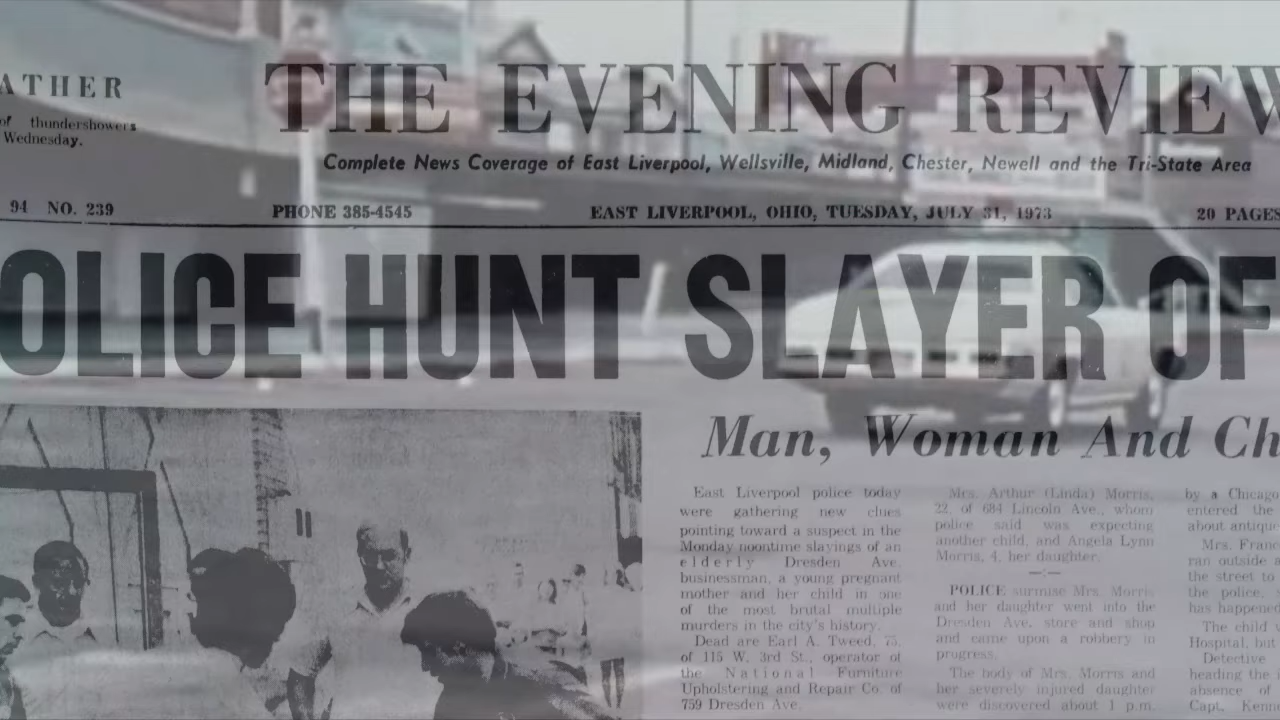 ATHER
of thundershowers
Wednesday.
THE EVENING REVIEW
Complete News Coverage of East Liverpool, Wellsville, Midland, Chester, Newell and the Tri-State Area
94 NO. 239
PHONE 385-4545
EAST LIVERPOOL, OHIO, TUESDAY, JULY 31, 1973
20 PAGES
OLICE HUNT SLAYER OF
Man, Woman And Ch
East Liverpool police today
were gathering new clues
pointing toward a suspect in the
Monday noontime slayings of an
elderly Dresden Ave.
businessman, a young pregnant
mother and her child in one
of the most brutal multiple
murders in the city's history.
Dead are Earl A. Tweed, 75,
of 115 W. 3rd St., operator of
the National Furniture
Upholstering and Repair Co. of
759 Dresden Ave.
Mrs. Arthur (Linda) Morris,
22, of 684 Lincoln Ave., whom
police said was expecting
another child, and Angela Lynn
Morris, 4, her daughter.
POLICE surmise Mrs. Morris
and her daughter went into the
Dresden Ave. store and shop
and came upon a robbery in
progress.
The body of Mrs. Morris and
her severely injured daughter
were discovered about 1 p.m.
by a Chicago
entered the
about antique
Mrs. Franc
ran outside a
the street to
the police.
has happened
The child
Hospital, but
Detective
heading the i
absence of
Capt. Kenn